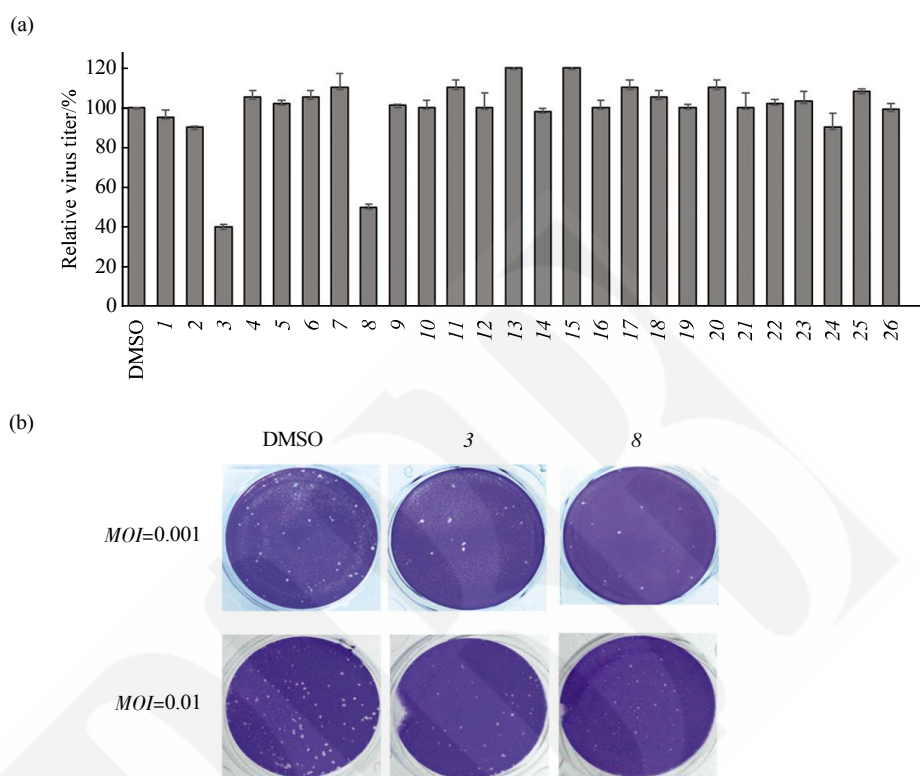 (a)
Relative virus titer/%
120
100
80
60
40
20
0
DMSO 1 2 3 4 5 6 7 8 9 10 11 12 13 14 15 16 17 18 19 20 21 22 23 24 25 26
(b)
DMSO 3 8
MOI=0.001
MOI=0.01